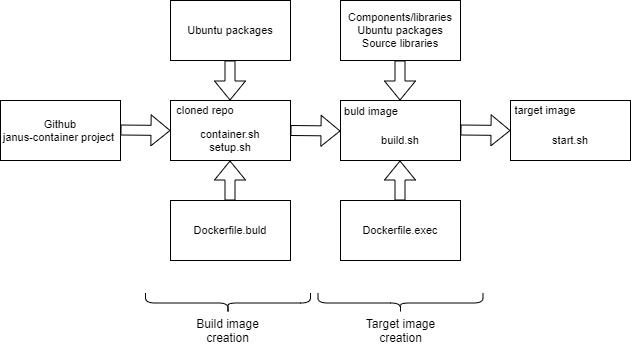 Ubuntu packages
Components/libraries
Ubuntu packages
Source libraries
Github
janus-container project
cloned repo
container.sh
setup.sh
buld image
build.sh
target image
start.sh
Dockerfile.buld
Dockerfile.exec
Build image
creation
Target image
creation